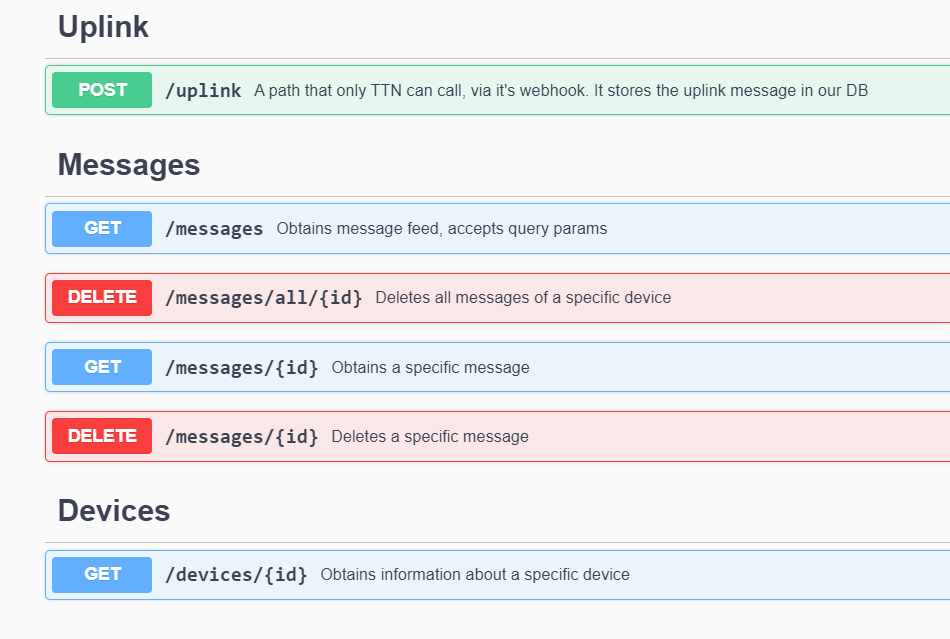 Uplink
POST /uplink A path that only TTN can call, via it's webhook. It stores the uplink message in our DB
Messages
GET /messages Obtains message feed, accepts query params
DELETE /messages/all/{id} Deletes all messages of a specific device
GET /messages/{id} Obtains a specific message
DELETE /messages/{id} Deletes a specific message
Devices
GET /devices/{id} Obtains information about a specific device